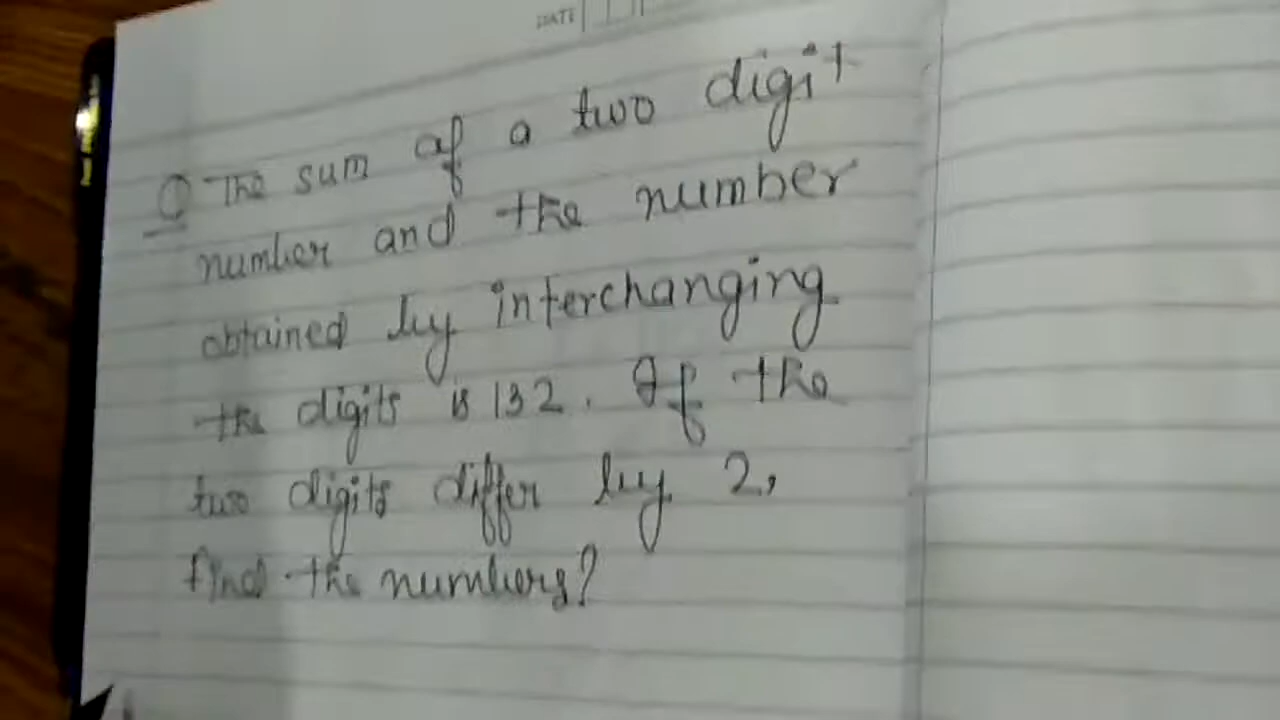 DATE
Q The sum of a two digit
number and the number
obtained by interchanging
the digits is 132. If the
two digits differ by 2,
find the numbers?